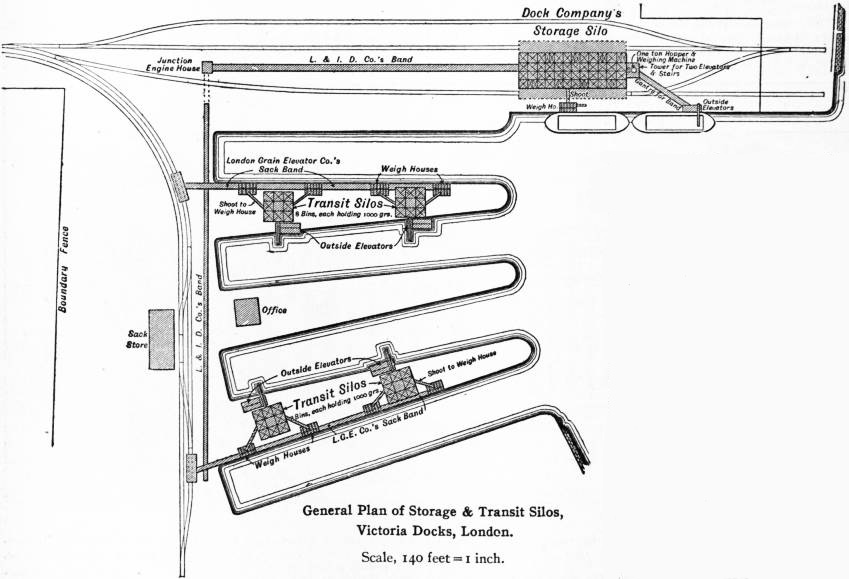 Dock Company's
Storage Silo
Junction
Engine House
L. & I. D. Co.'s Band
One ton Hopper &
Weighing Machine
Tower for Two Elevators
& Stairs
Gantry for Band
Shoot
Weigh Ho.
Outside
Elevators
London Grain Elevator Co.'s
Sack Band
Weigh Houses
Shoot to
Weigh House
Transit Silos
8 Bins, each holding 1000 qrs.
Outside Elevators
Boundary Fence
L. & I. D. Co.'s Band
Office
Sack
Store
Outside Elevators
Shoot to Weigh House
Transit Silos
8 Bins, each holding 1000 qrs.
L.G.E. Co.'s Sack Band
Weigh Houses
General Plan of Storage & Transit Silos,
Victoria Docks, London.
Scale, 140 feet = 1 inch.